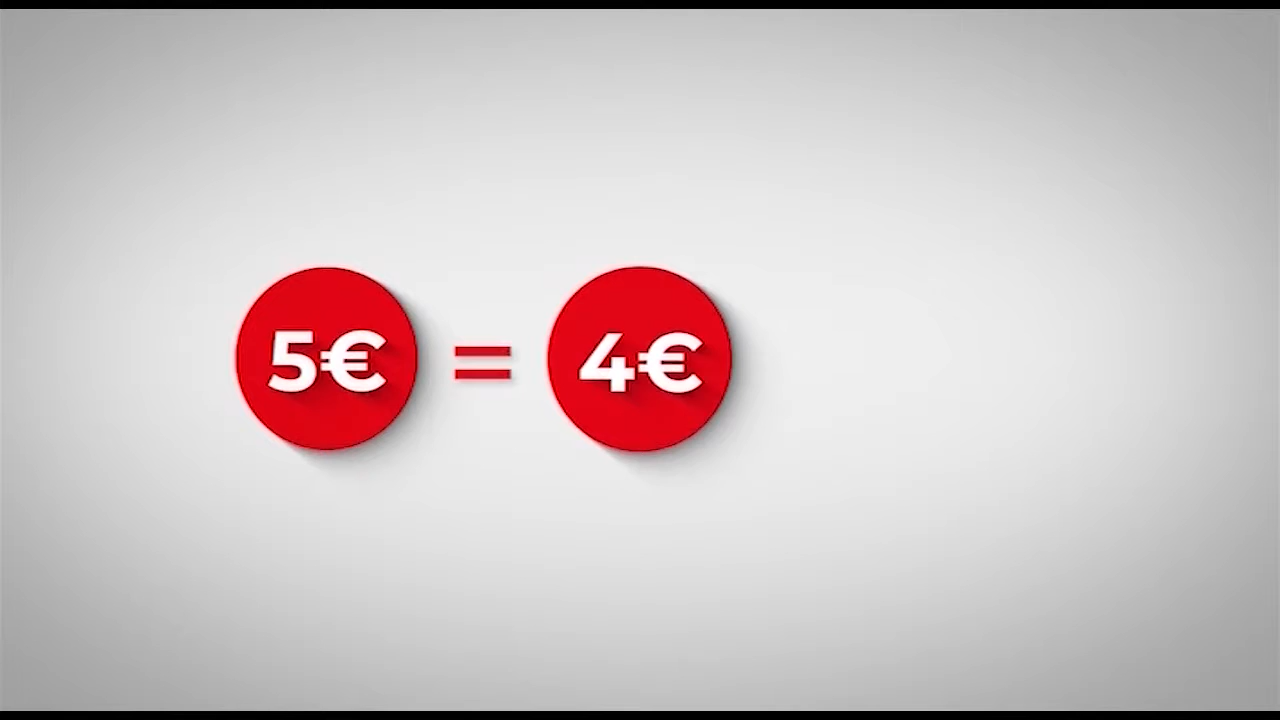 5€ = 4€